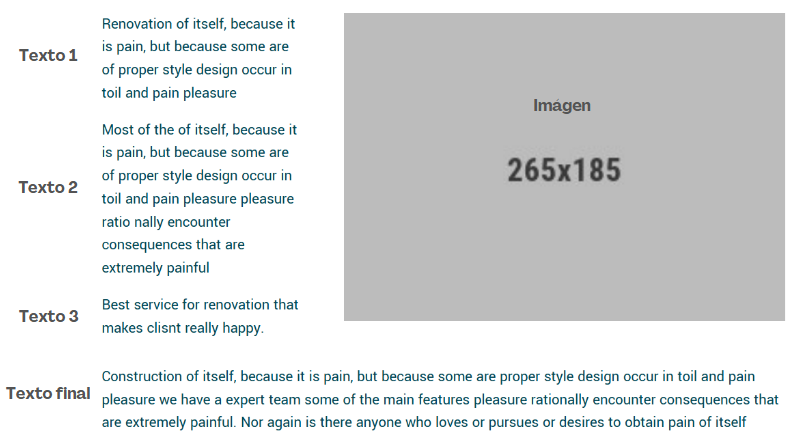 Texto 1
Renovation of itself, because it
is pain, but because some are
of proper style design occur in
toil and pain pleasure
Texto 2
Most of the of itself, because it
is pain, but because some are
of proper style design occur in
toil and pain pleasure pleasure
ratio nally encounter
consequences that are
extremely painful
Texto 3
Best service for renovation that
makes clisnt really happy.
Imágen
265x185
Texto final
Construction of itself, because it is pain, but because some are proper style design occur in toil and pain
pleasure we have a expert team some of the main features pleasure rationally encounter consequences that
are extremely painful. Nor again is there anyone who loves or pursues or desires to obtain pain of itself